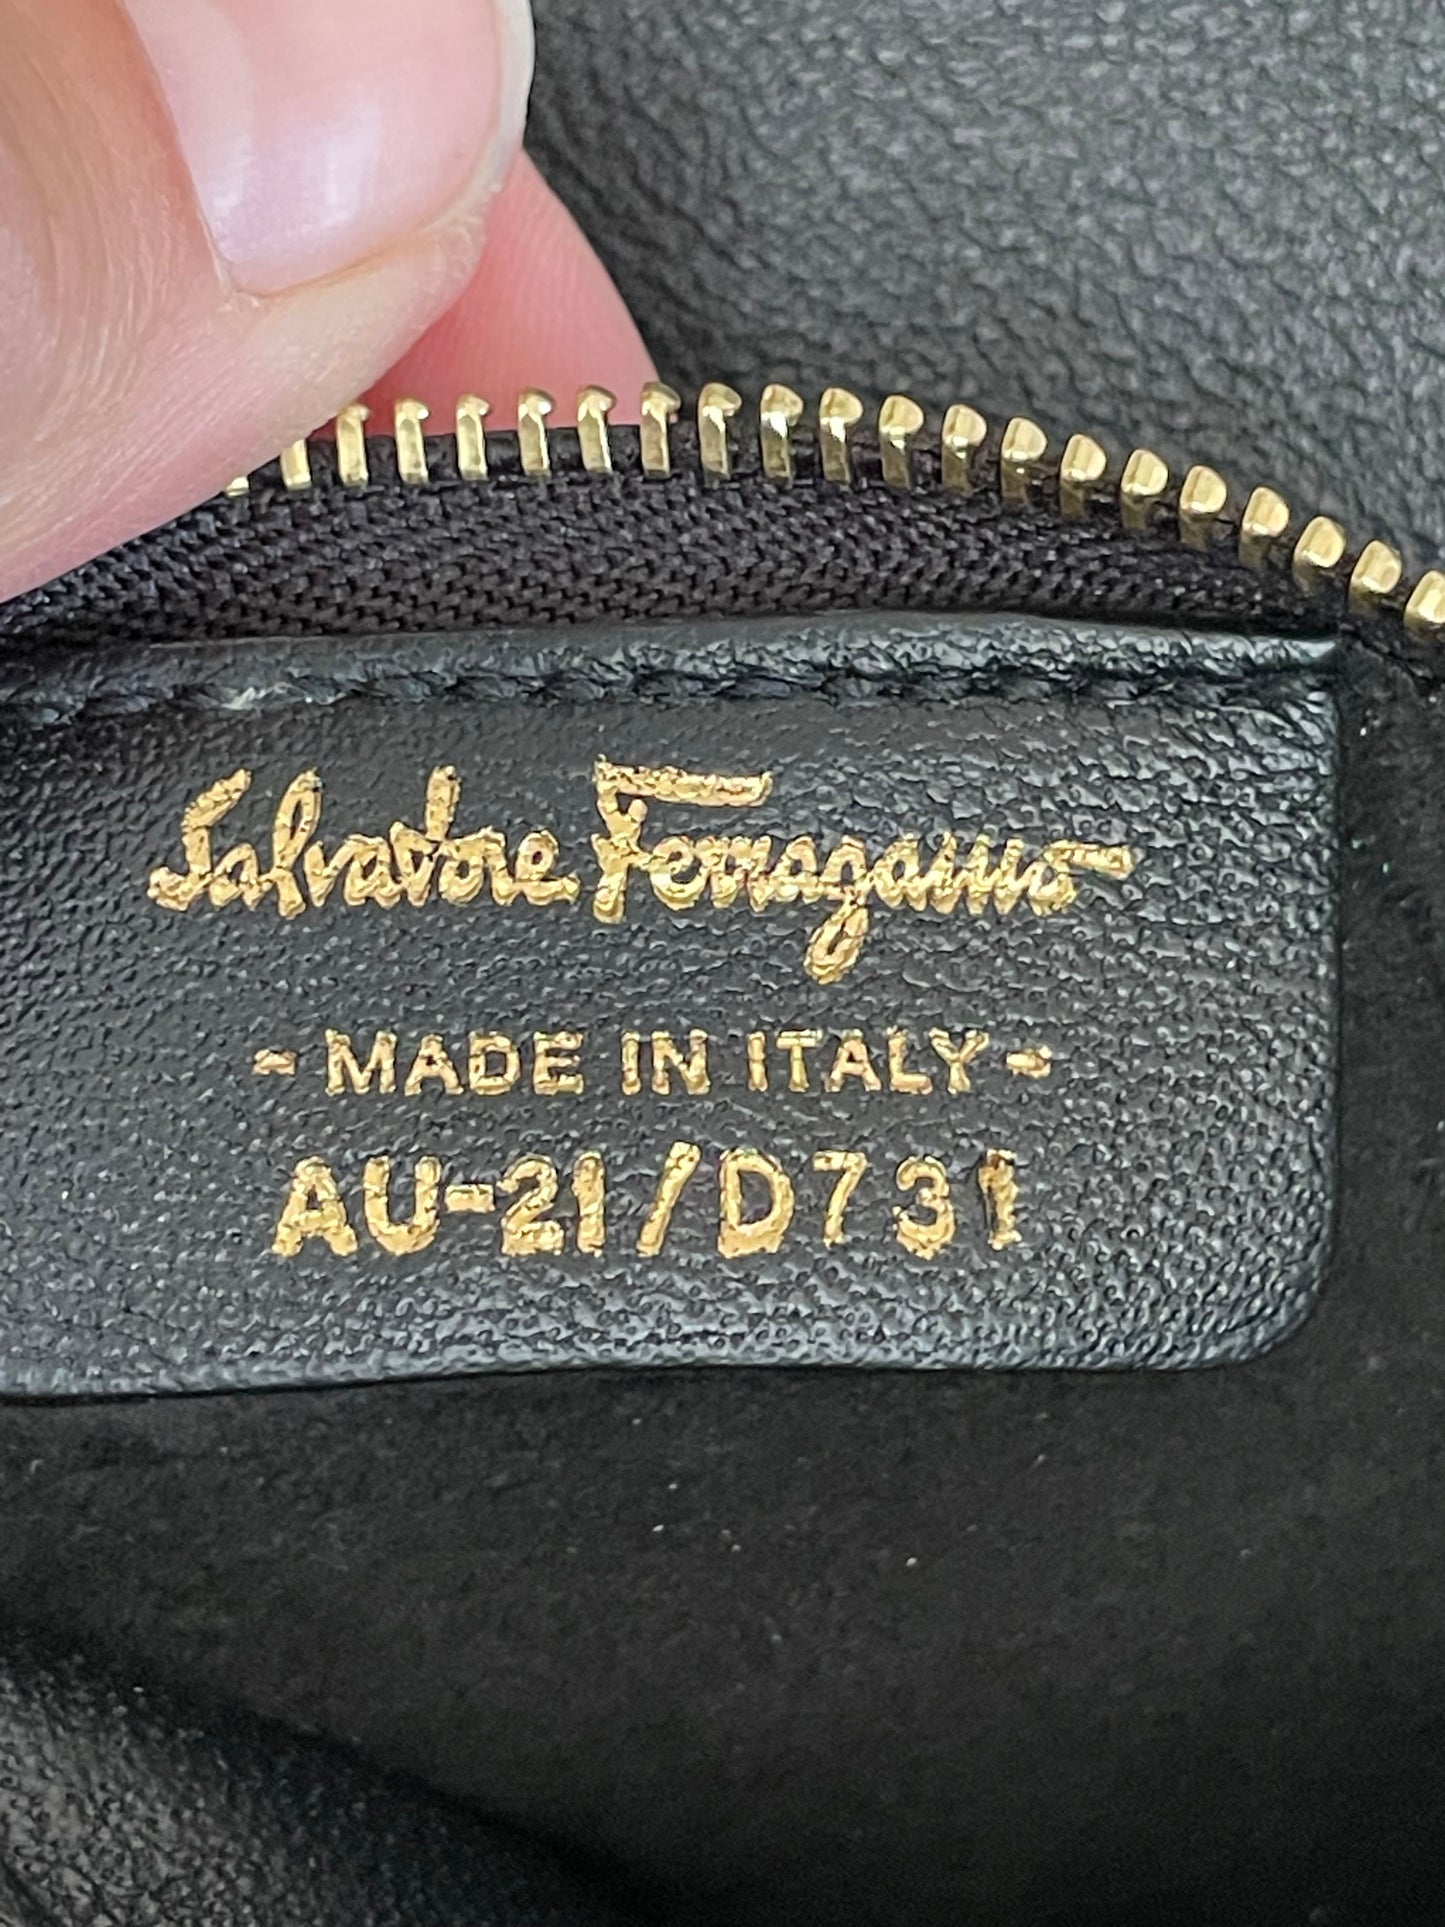 Salvatore Ferragamo
- MADE IN ITALY -
AU-21/D731